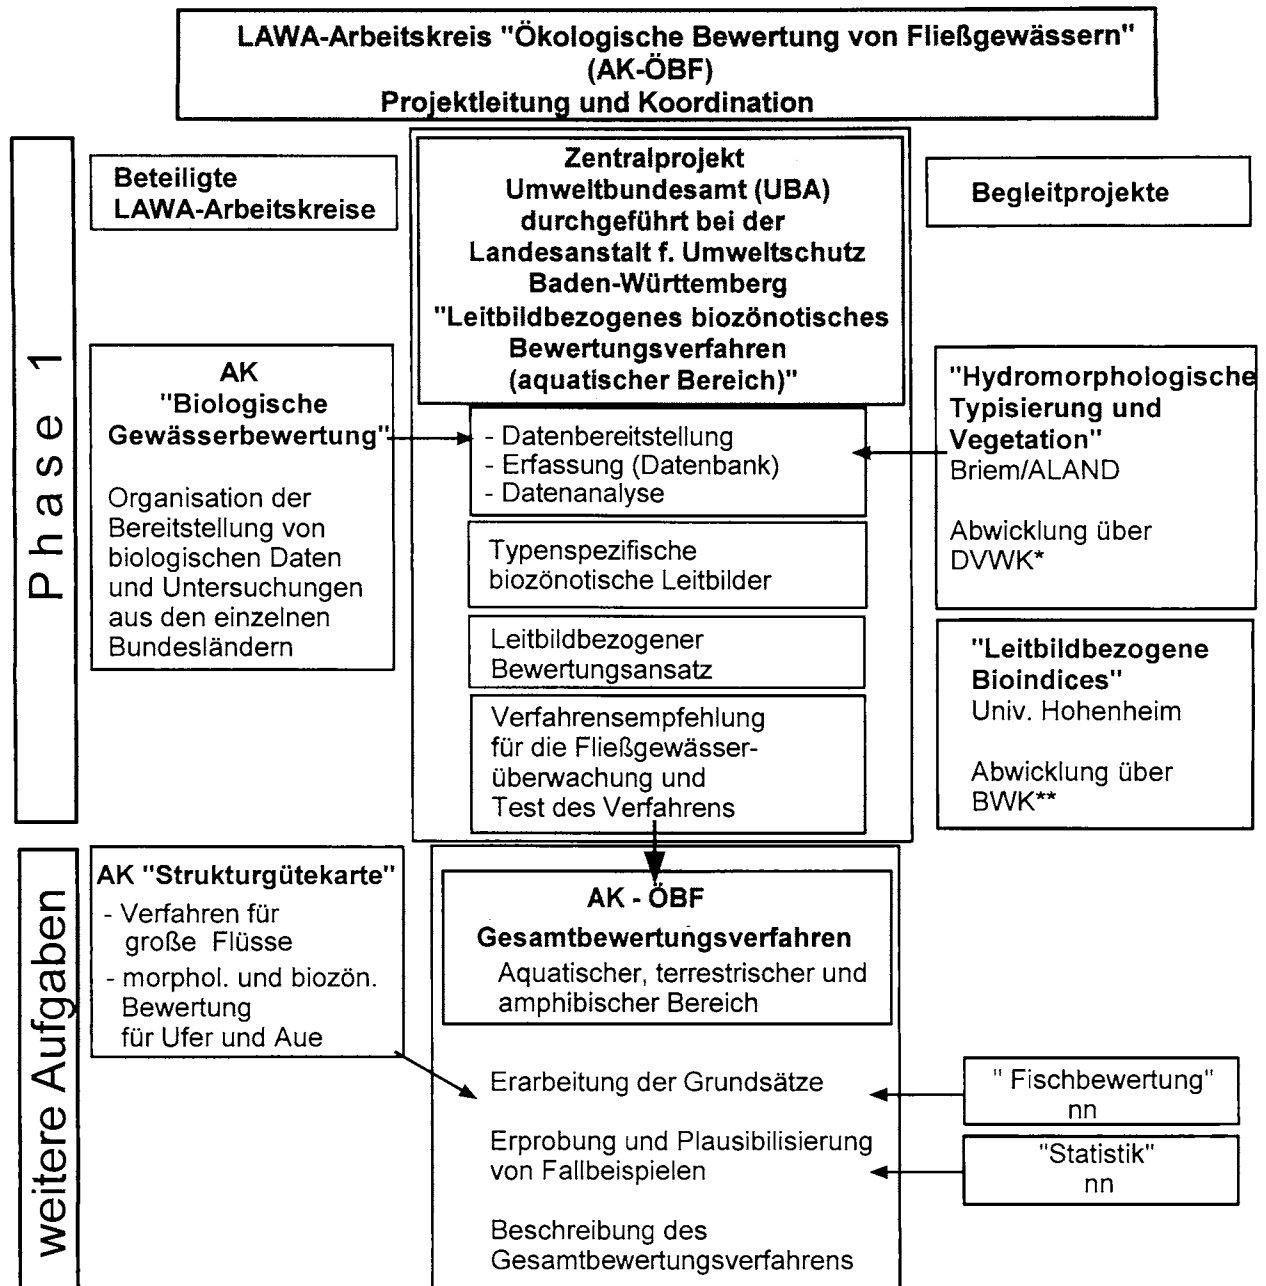 LAWA-Arbeitskreis "Ökologische Bewertung von Fließgewässern"
(AK-ÖBF)
Projektleitung und Koordination
Phase 1
Beteiligte
LAWA-Arbeitskreise
Zentralprojekt
Umweltbundesamt (UBA)
durchgeführt bei der
Landesanstalt f. Umweltschutz
Baden-Württemberg
"Leitbildbezogenes biozönotisches
Bewertungsverfahren
(aquatischer Bereich)"
Begleitprojekte
AK
"Biologische
Gewässerbewertung"
Organisation der
Bereitstellung von
biologischen Daten
und Untersuchungen
aus den einzelnen
Bundesländern
- Datenbereitstellung
- Erfassung (Datenbank)
- Datenanalyse
Typenspezifische
biozönotische Leitbilder
Leitbildbezogener
Bewertungsansatz
Verfahrensempfehlung
für die Fließgewässer-
überwachung und
Test des Verfahrens
"Hydromorphologische
Typisierung und
Vegetation"
Briem/ALAND
Abwicklung über
DVWK*
"Leitbildbezogene
Bioindices"
Univ. Hohenheim
Abwicklung über
BWK**
weitere Aufgaben
AK "Strukturgütekarte"
- Verfahren für
große Flüsse
- morphol. und biozön.
Bewertung
für Ufer und Aue
AK - ÖBF
Gesamtbewertungsverfahren
Aquatischer, terrestrischer und
amphibischer Bereich
Erarbeitung der Grundsätze
Erprobung und Plausibilisierung
von Fallbeispielen
Beschreibung des
Gesamtbewertungsverfahrens
" Fischbewertung"
nn
"Statistik"
nn